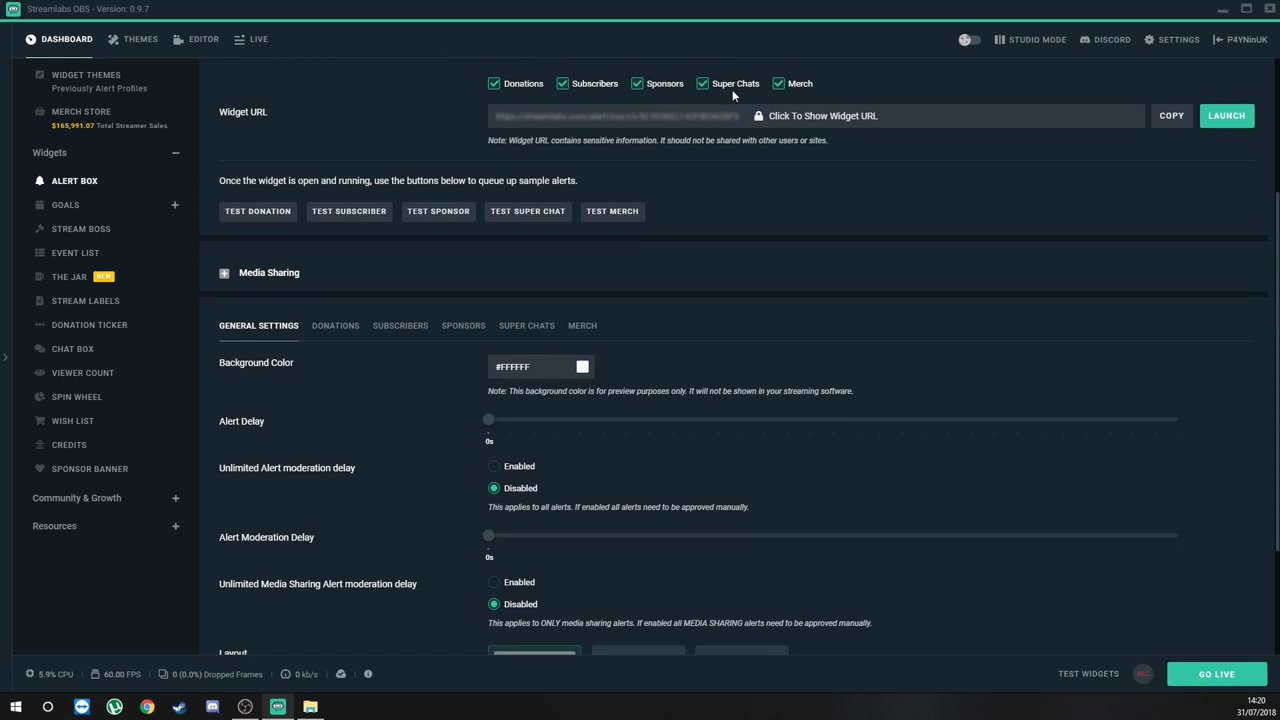 Streamlabs OBS - Version: 0.9.7
DASHBOARD THEMES EDITOR LIVE STUDIO MODE DISCORD SETTINGS P4YNinUK
WIDGET THEMES
Previously Alert Profiles
MERCH STORE
$165,991.07 Total Streamer Sales
Widgets
ALERT BOX
GOALS
STREAM BOSS
EVENT LIST
THE JAR NEW
STREAM LABELS
DONATION TICKER
CHAT BOX
VIEWER COUNT
SPIN WHEEL
WISH LIST
CREDITS
SPONSOR BANNER
Community & Growth
Resources
Donations Subscribers Sponsors Super Chats Merch
Widget URL Click To Show Widget URL COPY LAUNCH
Note: Widget URL contains sensitive information. It should not be shared with other users or sites.
Once the widget is open and running, use the buttons below to queue up sample alerts.
TEST DONATION TEST SUBSCRIBER TEST SPONSOR TEST SUPER CHAT TEST MERCH
Media Sharing
GENERAL SETTINGS DONATIONS SUBSCRIBERS SPONSORS SUPER CHATS MERCH
Background Color #FFFFFF
Note: This background color is for preview purposes only. It will not be shown in your streaming software.
Alert Delay
0s
Unlimited Alert moderation delay Enabled
Disabled
This applies to all alerts. If enabled all alerts need to be approved manually.
Alert Moderation Delay
0s
Unlimited Media Sharing Alert moderation delay Enabled
Disabled
This applies to ONLY media sharing alerts. If enabled all MEDIA SHARING alerts need to be approved manually.
Layout
5.9% CPU 60.00 FPS 0 (0.0%) Dropped Frames 0 kb/s TEST WIDGETS REC GO LIVE
14:20
31/07/2018